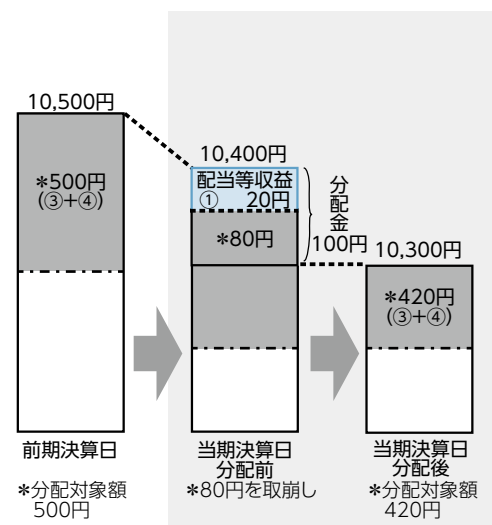 10,500円
*500円
(③+④)
前期決算日
*分配対象額
500円
10,400円
配当等収益
① 20円
*80円
分配金
100円
当期決算日
分配前
*80円を取崩し
10,300円
*420円
(③+④)
当期決算日
分配後
*分配対象額
420円